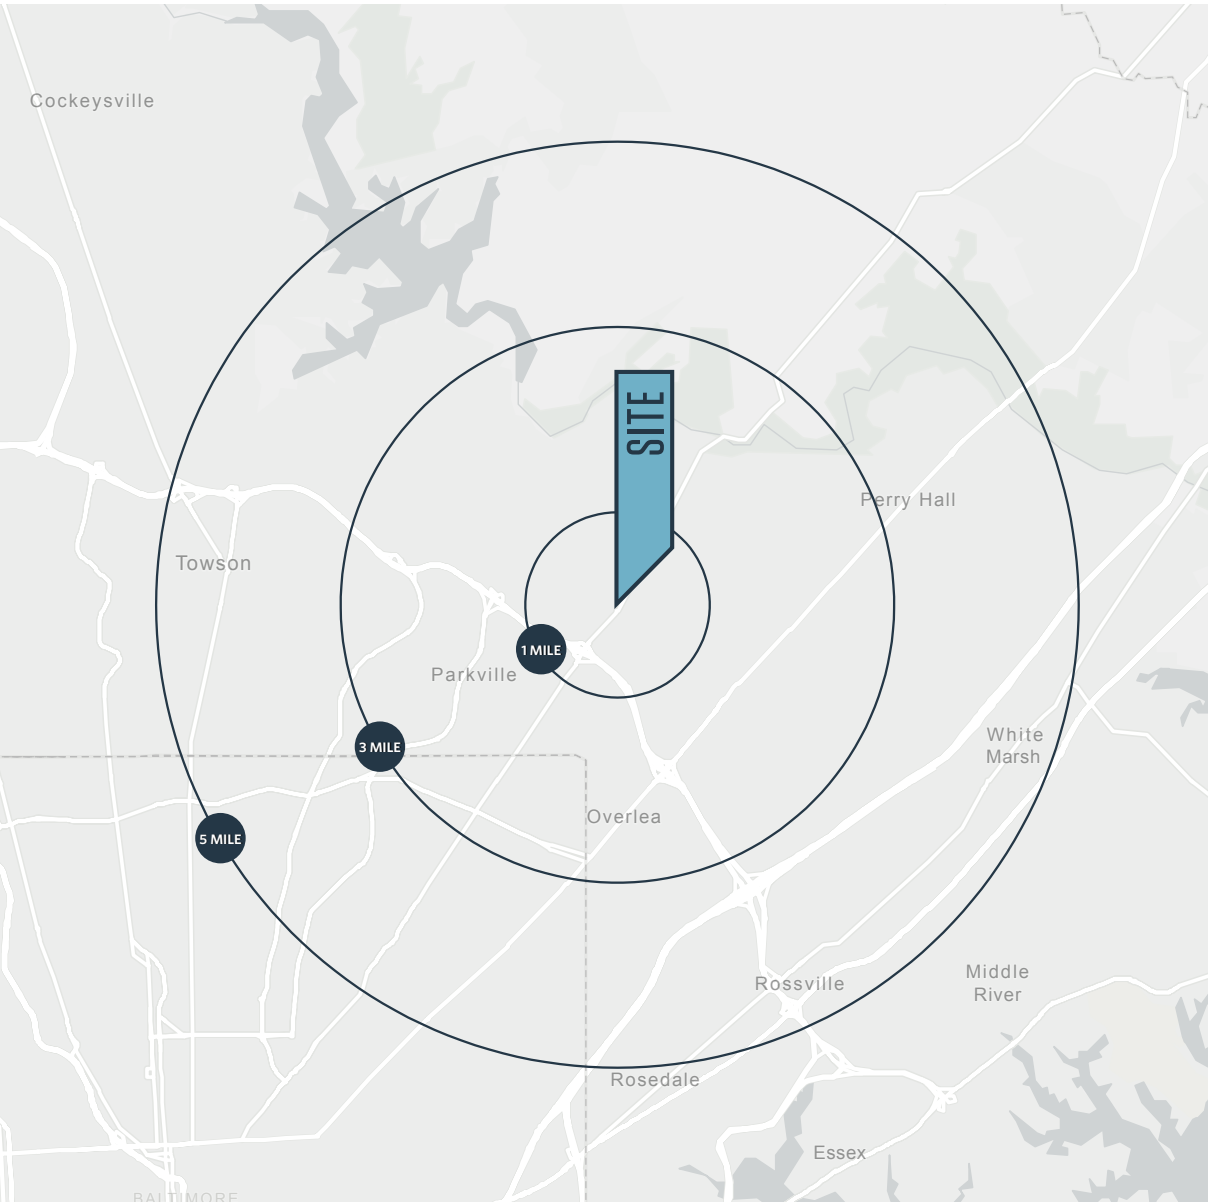 Cockeysville
SITE
Perry Hall
Towson
1 MILE
Parkville
3 MILE
White
Marsh
Overlea
5 MILE
Middle
River
Rossville
Rosedale
Essex
BALTIMORE